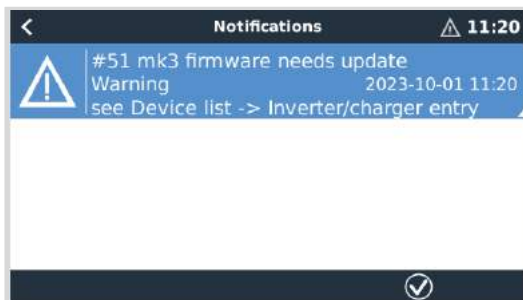 Notifications 11:20
#51 mk3 firmware needs update
Warning 2023-10-01 11:20
see Device list -> Inverter/charger entry